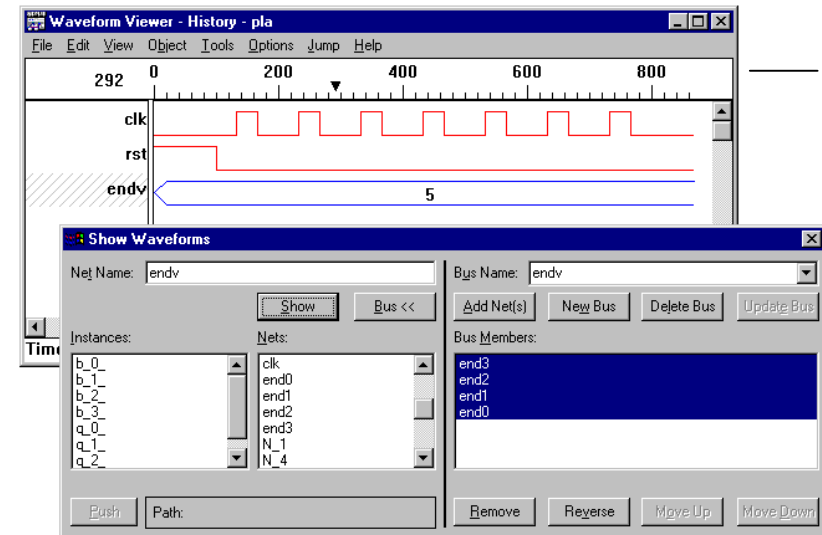 Waveform Viewer - History - pla
File Edit View Object Tools Options Jump Help
292 0 200 400 600 800
clk
rst
endv 5
Show Waveforms
Net Name: endv
Bus Name: endv
Show Bus <<
Add Net(s) New Bus Delete Bus Update Bus
Time
Instances:
Nets:
Bus Members:
b_0_
b_1_
b_2_
b_3_
q_0_
q_1_
q_2_
clk
end0
end1
end2
end3
N_1
N_4
end3
end2
end1
end0
Push Path:
Remove Reverse Move Up Move Down